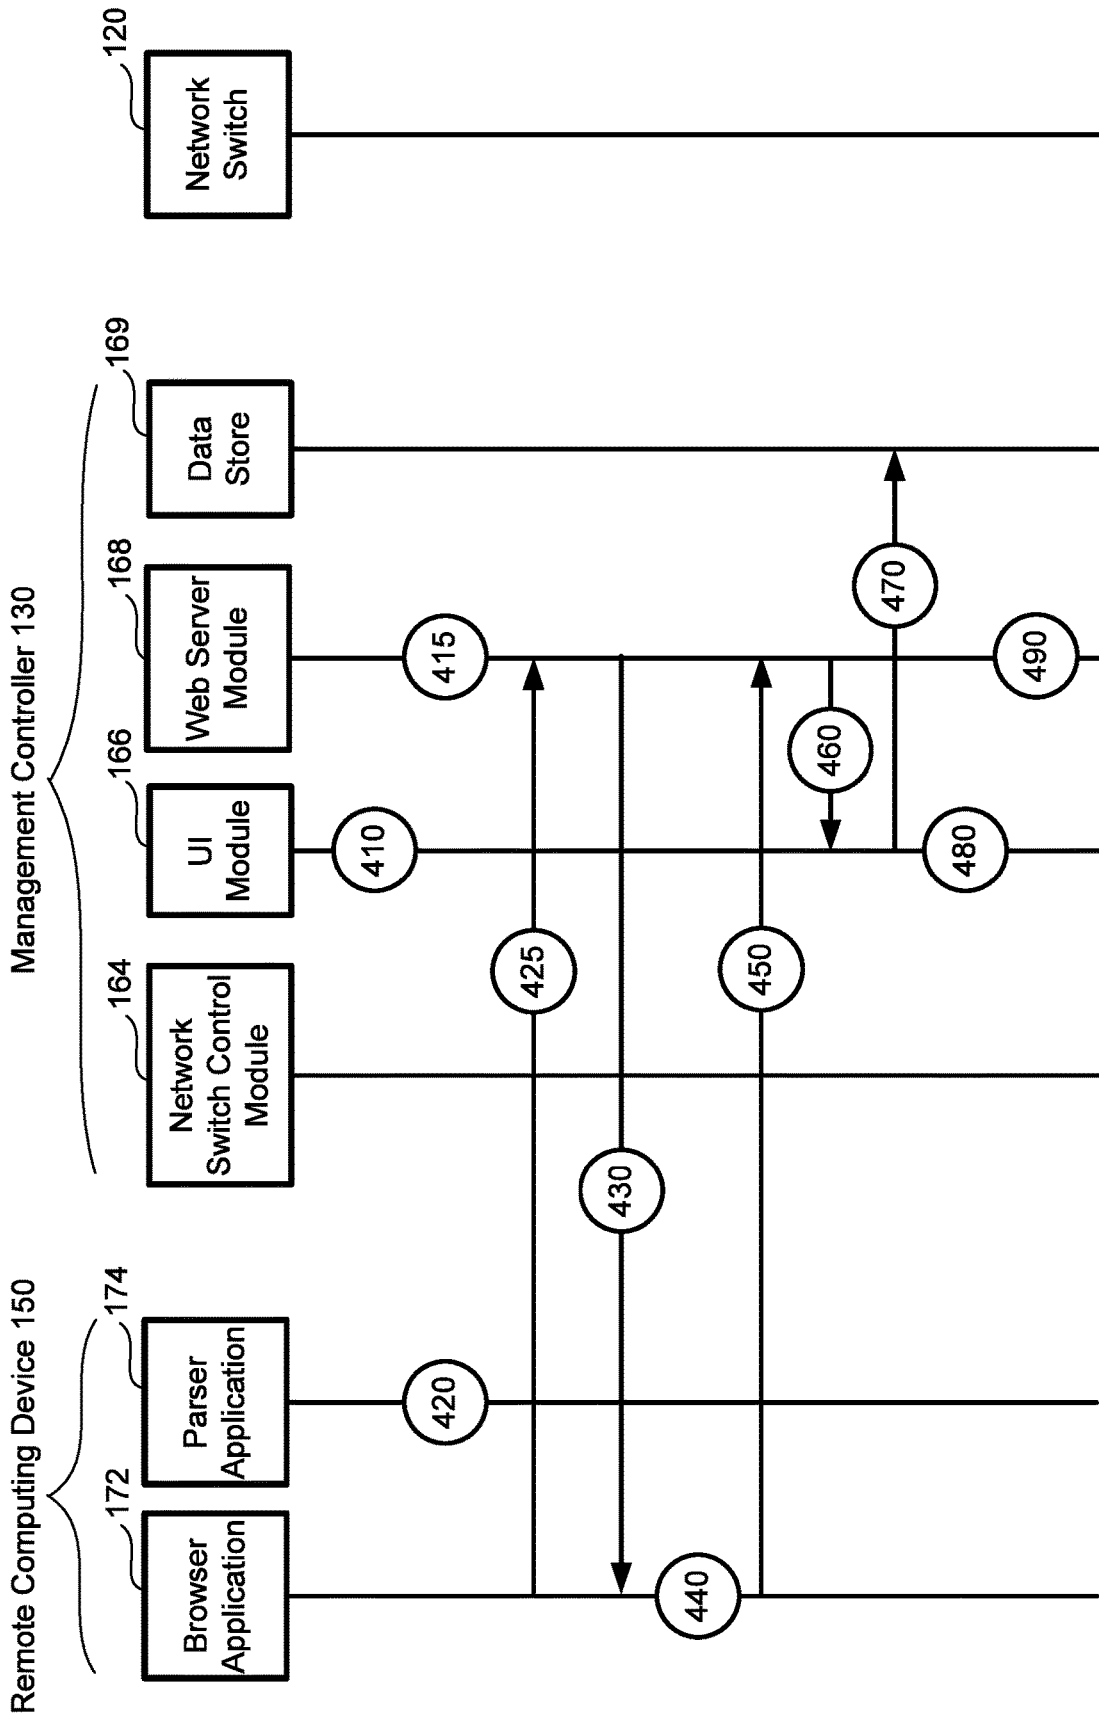 Remote Computing Device 150
Management Controller 130
172
174
164
166
168
169
120
Browser
Application
Parser
Application
Network
Switch Control
Module
UI
Module
Web Server
Module
Data
Store
Network
Switch
410
420
415
425
430
440
450
460
470
480
490